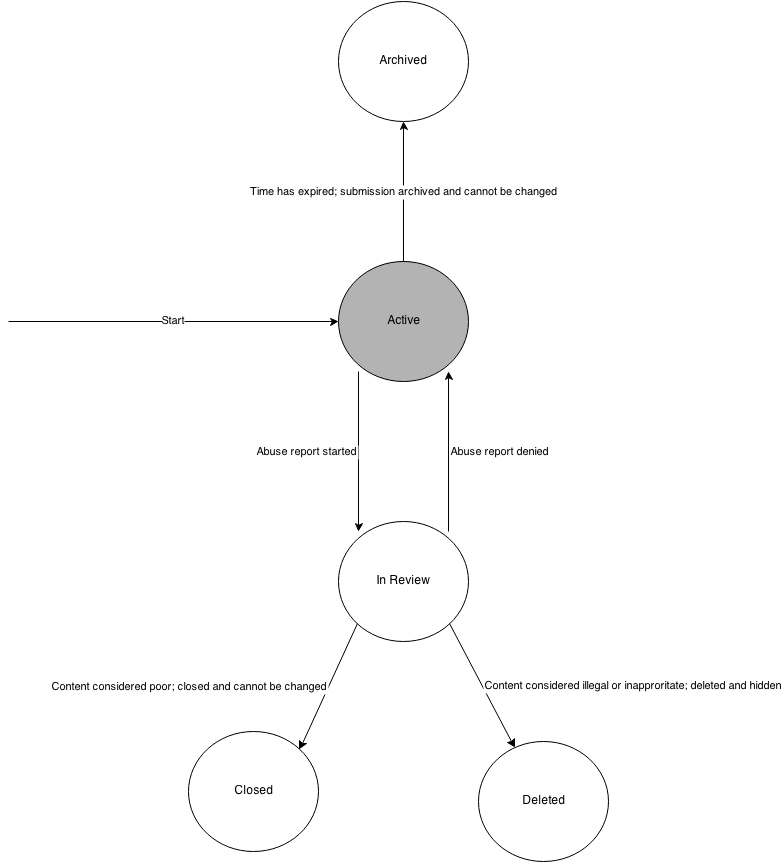 Archived
Time has expired; submission archived and cannot be changed
Active
Start
Abuse report started
Abuse report denied
In Review
Content considered poor; closed and cannot be changed
Content considered illegal or inapproritate; deleted and hidden
Closed
Deleted